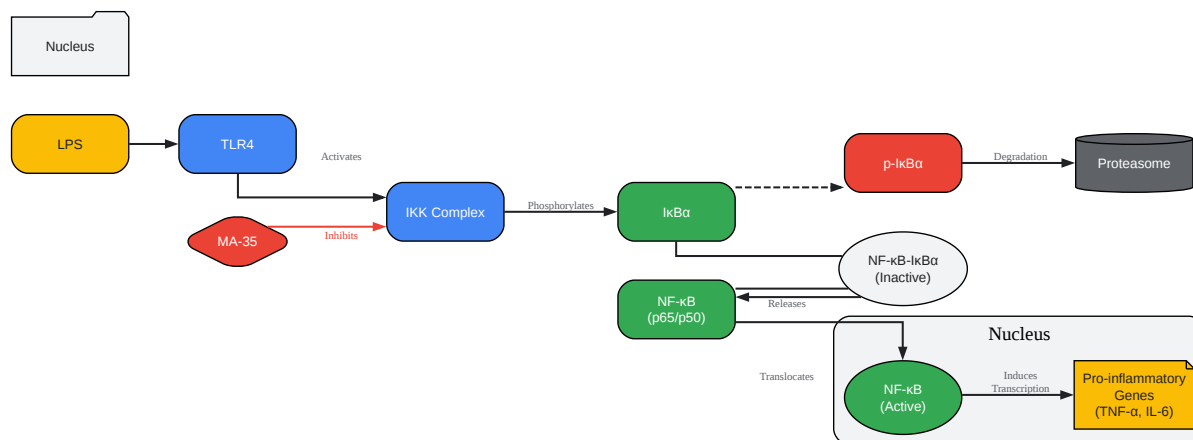 Nucleus
LPS
TLR4
Activates
MA-35
Inhibits
IKK Complex
Phosphorylates
IκBα
p-IκBα
Degradation
Proteasome
NF-κB-IκBα
(Inactive)
Releases
NF-κB
(p65/p50)
Translocates
Nucleus
NF-κB
(Active)
Induces
Transcription
Pro-inflammatory
Genes
(TNF-α, IL-6)